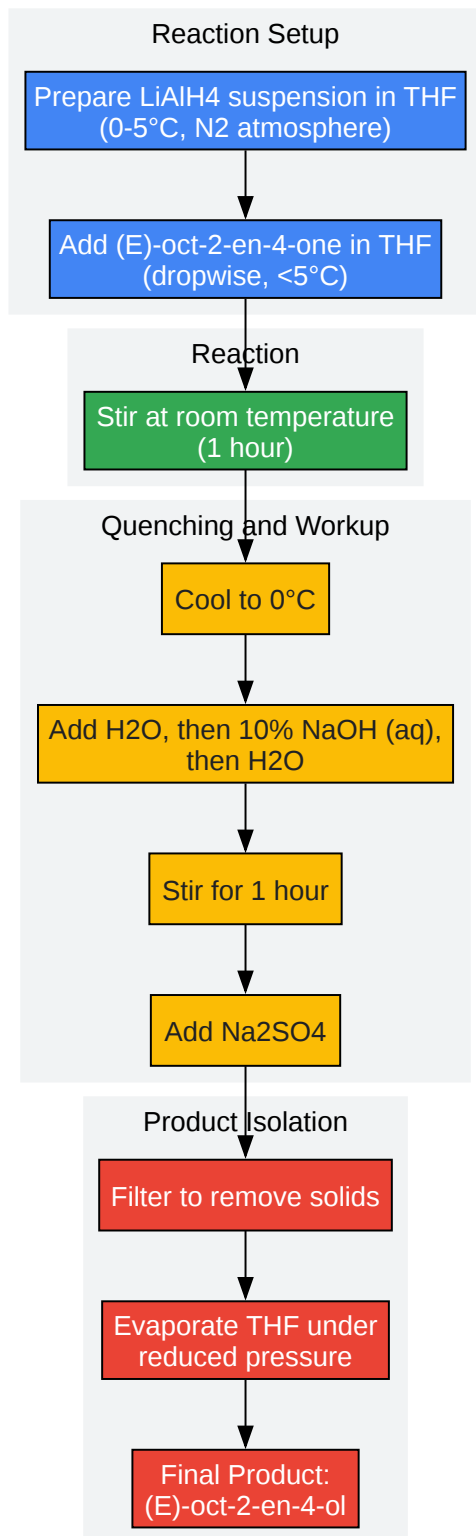 Reaction Setup
Prepare LiAlH4 suspension in THF
(0-5°C, N2 atmosphere)
Add (E)-oct-2-en-4-one in THF
(dropwise, <5°C)
Reaction
Stir at room temperature
(1 hour)
Quenching and Workup
Cool to 0°C
Add H2O, then 10% NaOH (aq),
then H2O
Stir for 1 hour
Add Na2SO4
Product Isolation
Filter to remove solids
Evaporate THF under
reduced pressure
Final Product:
(E)-oct-2-en-4-ol